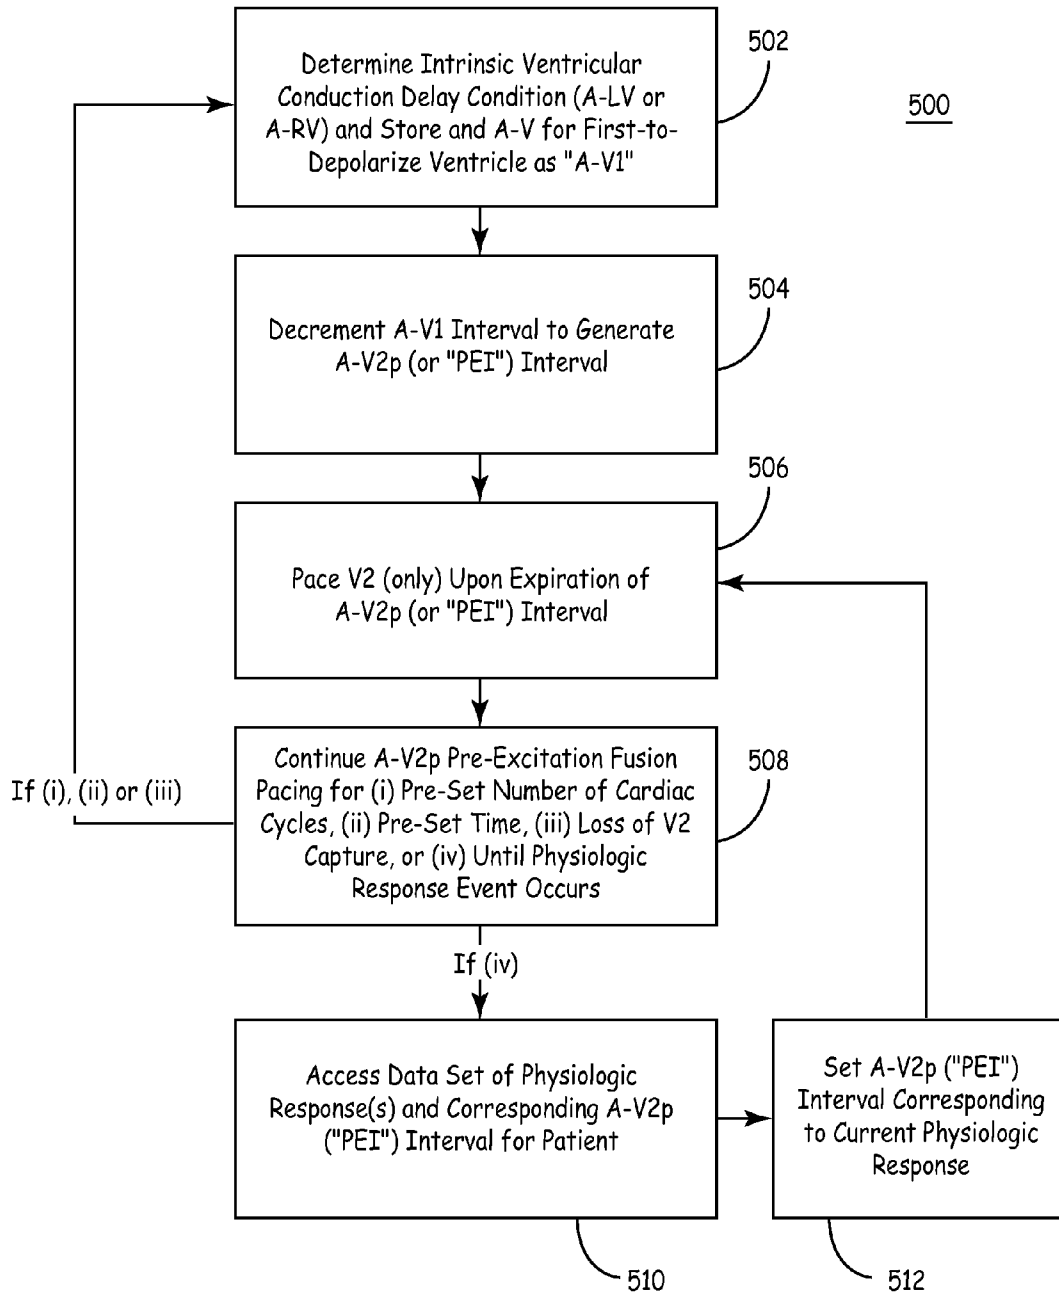 Determine Intrinsic Ventricular
Conduction Delay Condition (A-LV or
A-RV) and Store and A-V for First-to-
Depolarize Ventricle as "A-V1"
502
500
Decrement A-V1 Interval to Generate
A-V2p (or "PEI") Interval
504
Pace V2 (only) Upon Expiration of
A-V2p (or "PEI") Interval
506
Continue A-V2p Pre-Excitation Fusion
Pacing for (i) Pre-Set Number of Cardiac
Cycles, (ii) Pre-Set Time, (iii) Loss of V2
Capture, or (iv) Until Physiologic
Response Event Occurs
508
If (i), (ii) or (iii)
If (iv)
Access Data Set of Physiologic
Response(s) and Corresponding A-V2p
("PEI") Interval for Patient
510
Set A-V2p ("PEI")
Interval Corresponding
to Current Physiologic
Response
512